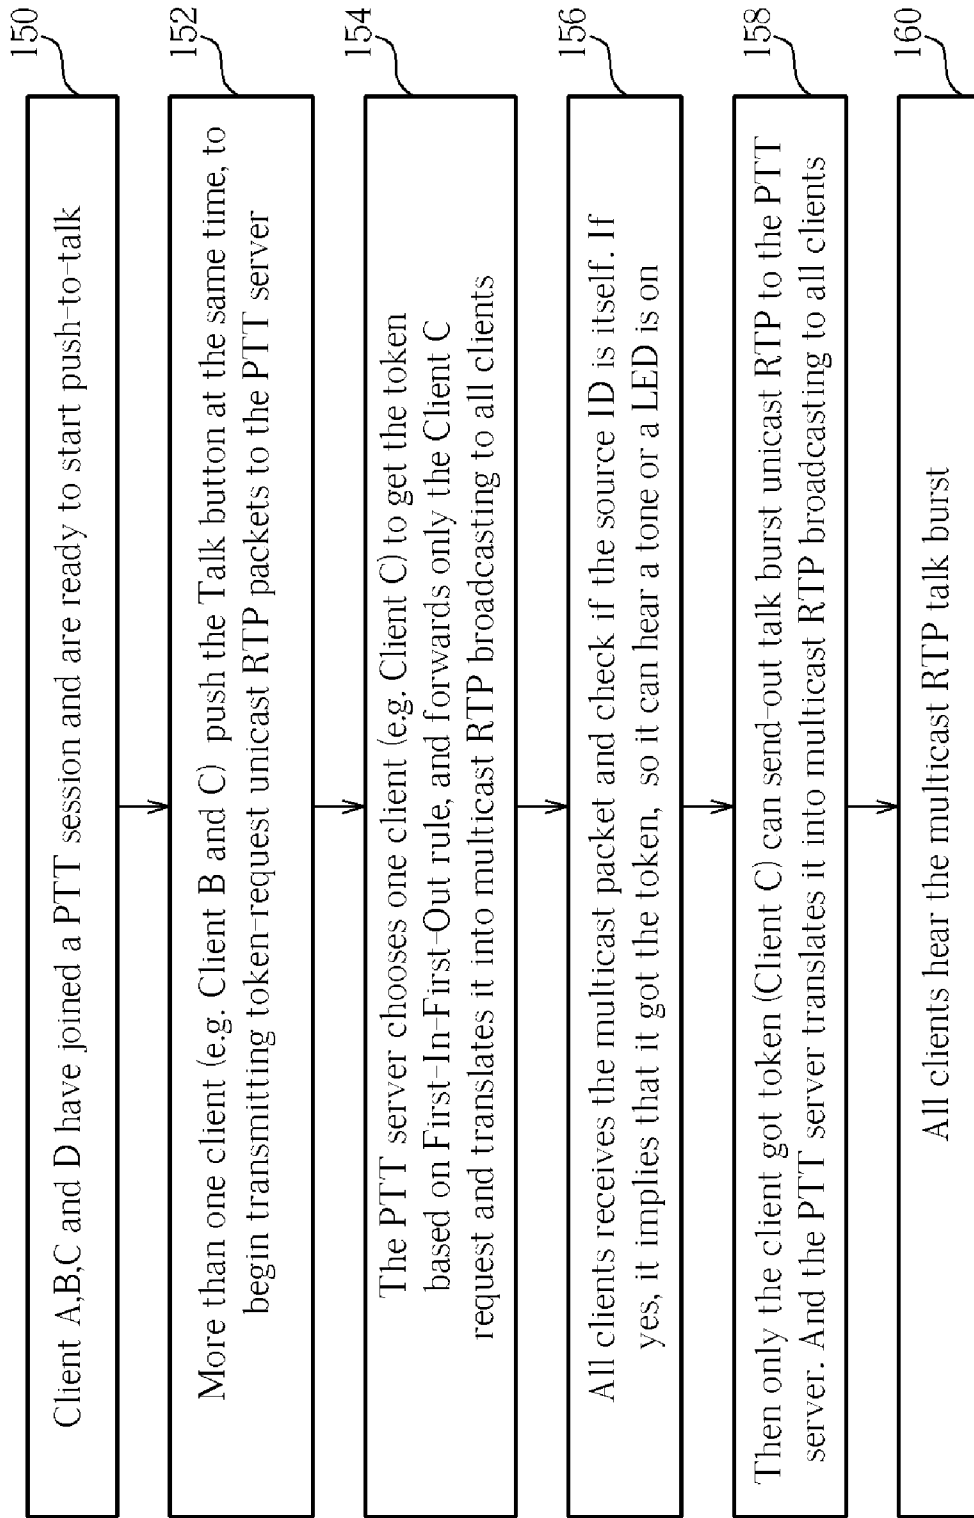 150
Client A,B,C and D have joined a PTT session and are ready to start push-to-talk
152
More than one client (e.g. Client B and C) push the Talk button at the same time, to
begin transmitting token-request unicast RTP packets to the PTT server
154
The PTT server chooses one client (e.g. Client C) to get the token
based on First-In-First-Out rule, and forwards only the Client C
request and translates it into multicast RTP broadcasting to all clients
156
All clients receives the multicast packet and check if the source ID is itself. If
yes, it implies that it got the token, so it can hear a tone or a LED is on
158
Then only the client got token (Client C) can send-out talk burst unicast RTP to the PTT
server. And the PTT server translates it into multicast RTP broadcasting to all clients
160
All clients hear the multicast RTP talk burst